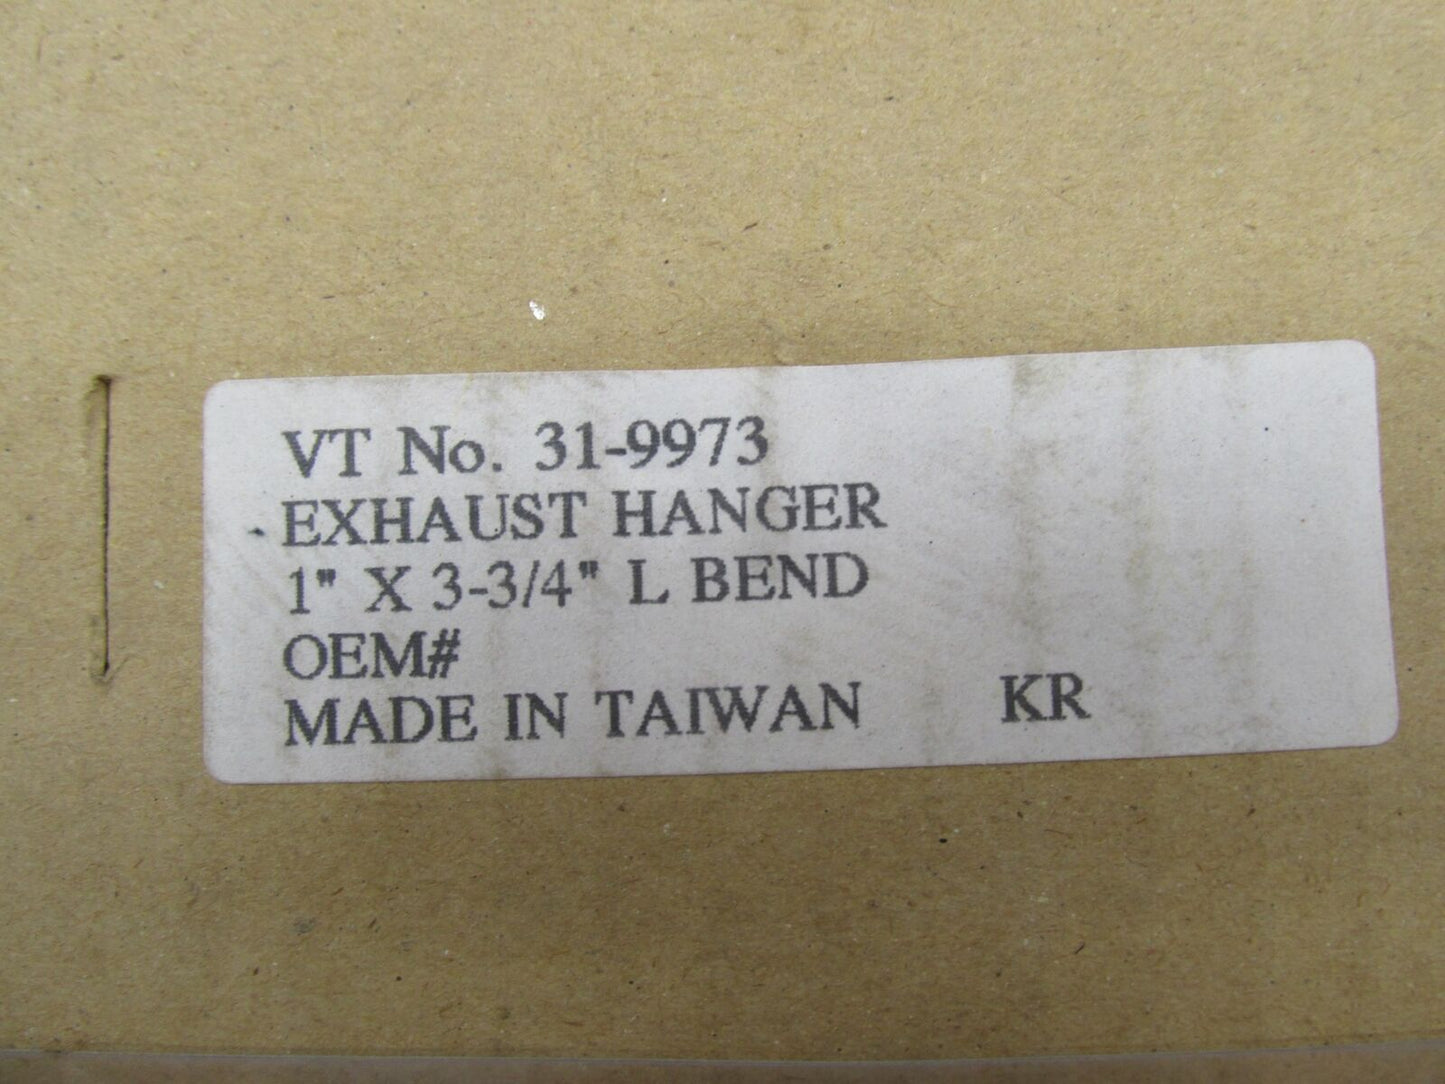 VT No. 31-9973
EXHAUST HANGER
1" X 3-3/4" L BEND
OEM#
MADE IN TAIWAN KR